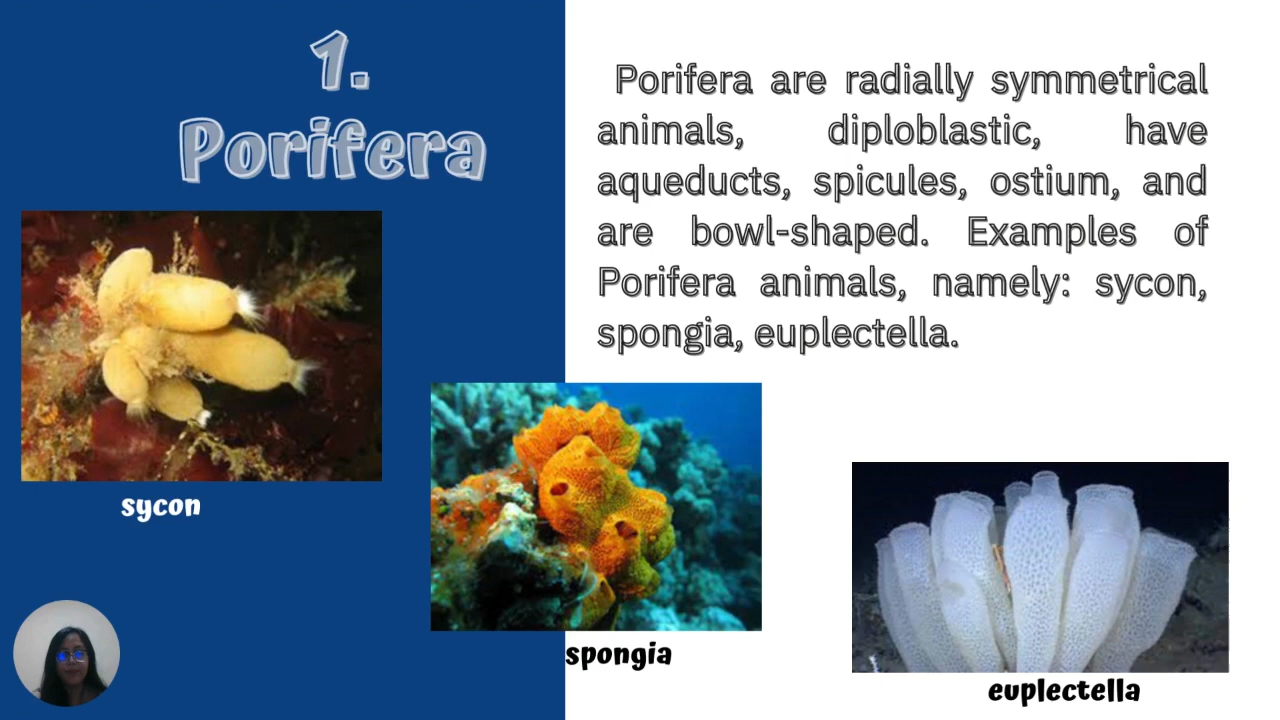 1.
Porifera
Porifera are radially symmetrical
animals, diploblastic, have
aqueducts, spicules, ostium, and
are bowl-shaped. Examples of
Porifera animals, namely: sycon,
spongia, euplectella.
sycon
spongia
euplectella